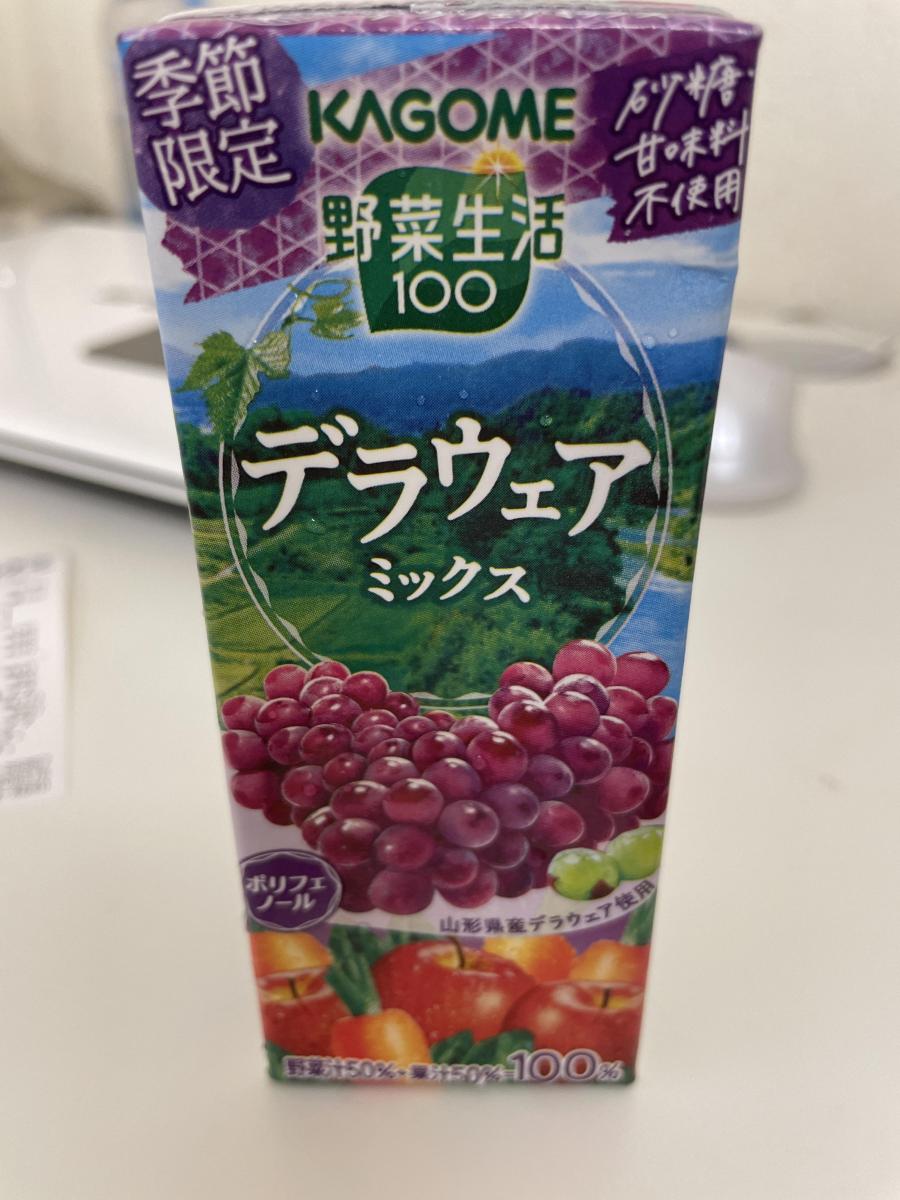 季節
限定
KAGOME
砂糖・
甘味料
不使用
野菜生活
100
デラウェア
ミックス
ポリフェ
ノール
山形県産デラウェア使用
野菜汁50%+果汁50%=100%